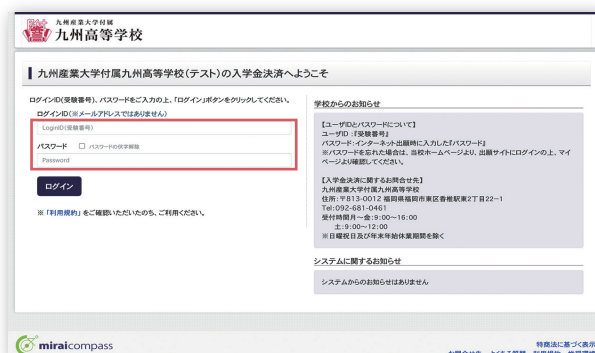 九州産業大学付属
九州高等学校
九州産業大学付属九州高等学校(テスト)の入学金決済へようこそ
ログインID(受験番号)、パスワードをご入力の上、「ログイン」ボタンをクリックしてください。
ログインID(※メールアドレスではありません)
LoginID(受験番号)
パスワード パスワードの伏字解除
Password
ログイン
※「利用規約」をご確認いただいたのち、ご利用ください。
学校からのお知らせ
【ユーザIDとパスワードについて】
ユーザID :『受験番号』
パスワード:インターネット出願時に入力した『パスワード』
※パスワードを忘れた場合は、当校ホームページより、出願サイトにログインの上、マイ
ページより確認してください。
【入学金決済に関するお問合せ先】
九州産業大学付属九州高等学校
住所:〒813-0012 福岡県福岡市東区香椎駅東2丁目22−1
Tel:092-681-0461
受付時間月~金:9:00~16:00
土:9:00~12:00
※日曜祝日及び年末年始休業期間を除く
システムに関するお知らせ
システムからのお知らせはありません
miraicompass
特商法に基づく表示